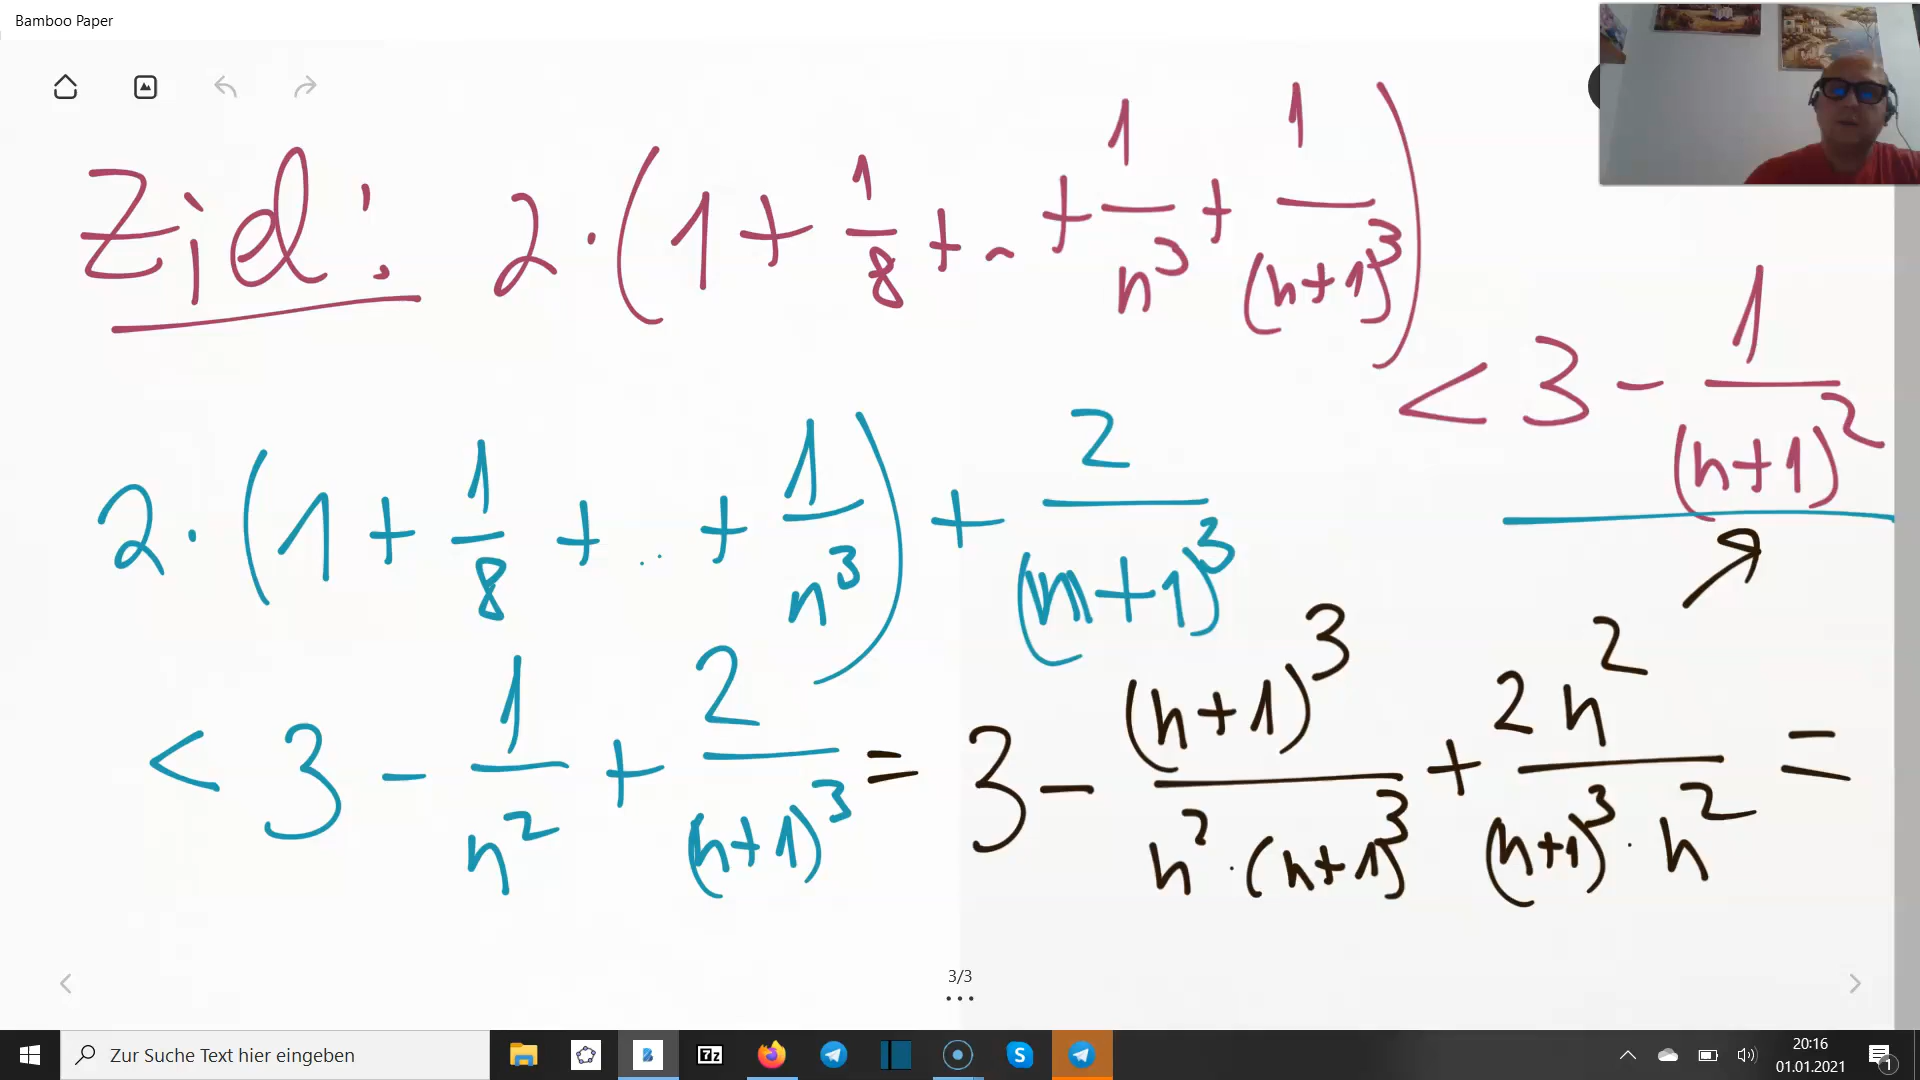 Bamboo Paper
Ziel: 2·(1 + 1/8 + .. + 1/n³ + 1/(n+1)³)
< 3 - 1/(n+1)²
2·(1 + 1/8 + .. + 1/n³) + 2/(n+1)³
< 3 - 1/n² + 2/(n+1)³ = 3 - (n+1)³/(n²·(n+1)³) + 2n²/((n+1)³·n²) =
3/3
Zur Suche Text hier eingeben
7z
20:16
01.01.2021
1